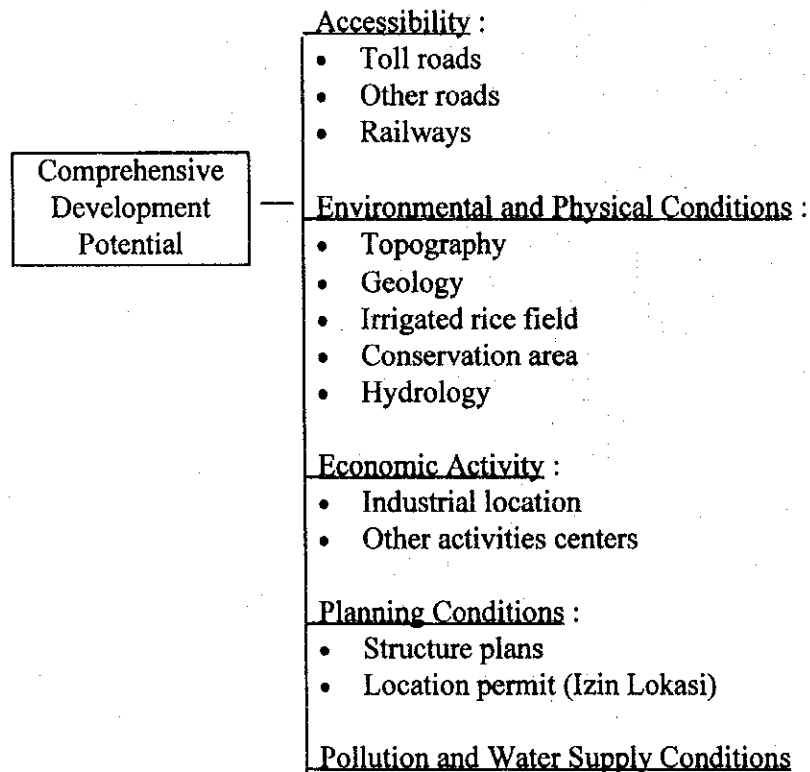 Accessibility :
• Toll roads
• Other roads
• Railways
Comprehensive
Development
Potential
Environmental and Physical Conditions :
• Topography
• Geology
• Irrigated rice field
• Conservation area
• Hydrology
Economic Activity :
• Industrial location
• Other activities centers
Planning Conditions :
• Structure plans
• Location permit (Izin Lokasi)
Pollution and Water Supply Conditions